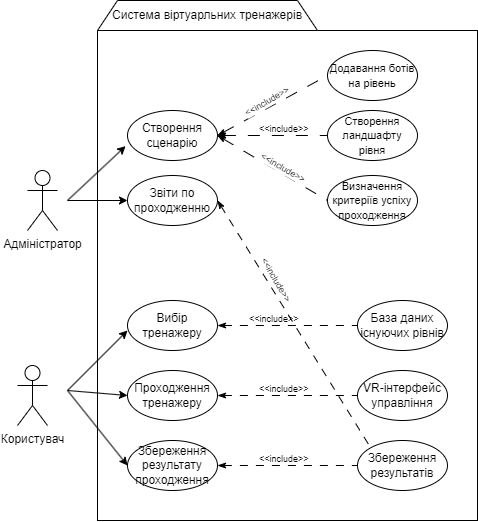 Система віртуарльних тренажерів
Додавання ботів
на рівень
<<include>>
Створення
сценарію
<<include>>
Створення
ландшафту
рівня
<<include>>
Визначення
критеріїв успіху
проходження
Звіти по
проходженню
Адміністратор
<<include>>
Вибір
тренажеру
<<include>>
База даних
існуючих рівнів
Проходження
тренажеру
<<include>>
VR-інтерфейс
управління
Користувач
Збереження
результату
проходження
<<include>>
Збереження
результатів